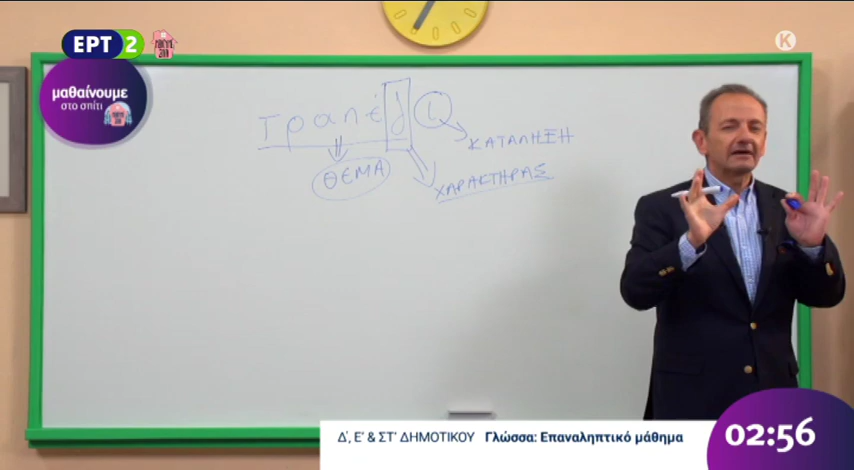 ΕΡΤ 2
K
μαθαίνουμε
στο σπίτι
τραπέζι
ΚΑΤΑΛΗΞΗ
ΘΕΜΑ
ΧΑΡΑΚΤΗΡΑΣ
Δ', Ε' & ΣΤ' ΔΗΜΟΤΙΚΟΥ Γλώσσα: Επαναληπτικό μάθημα
02:56